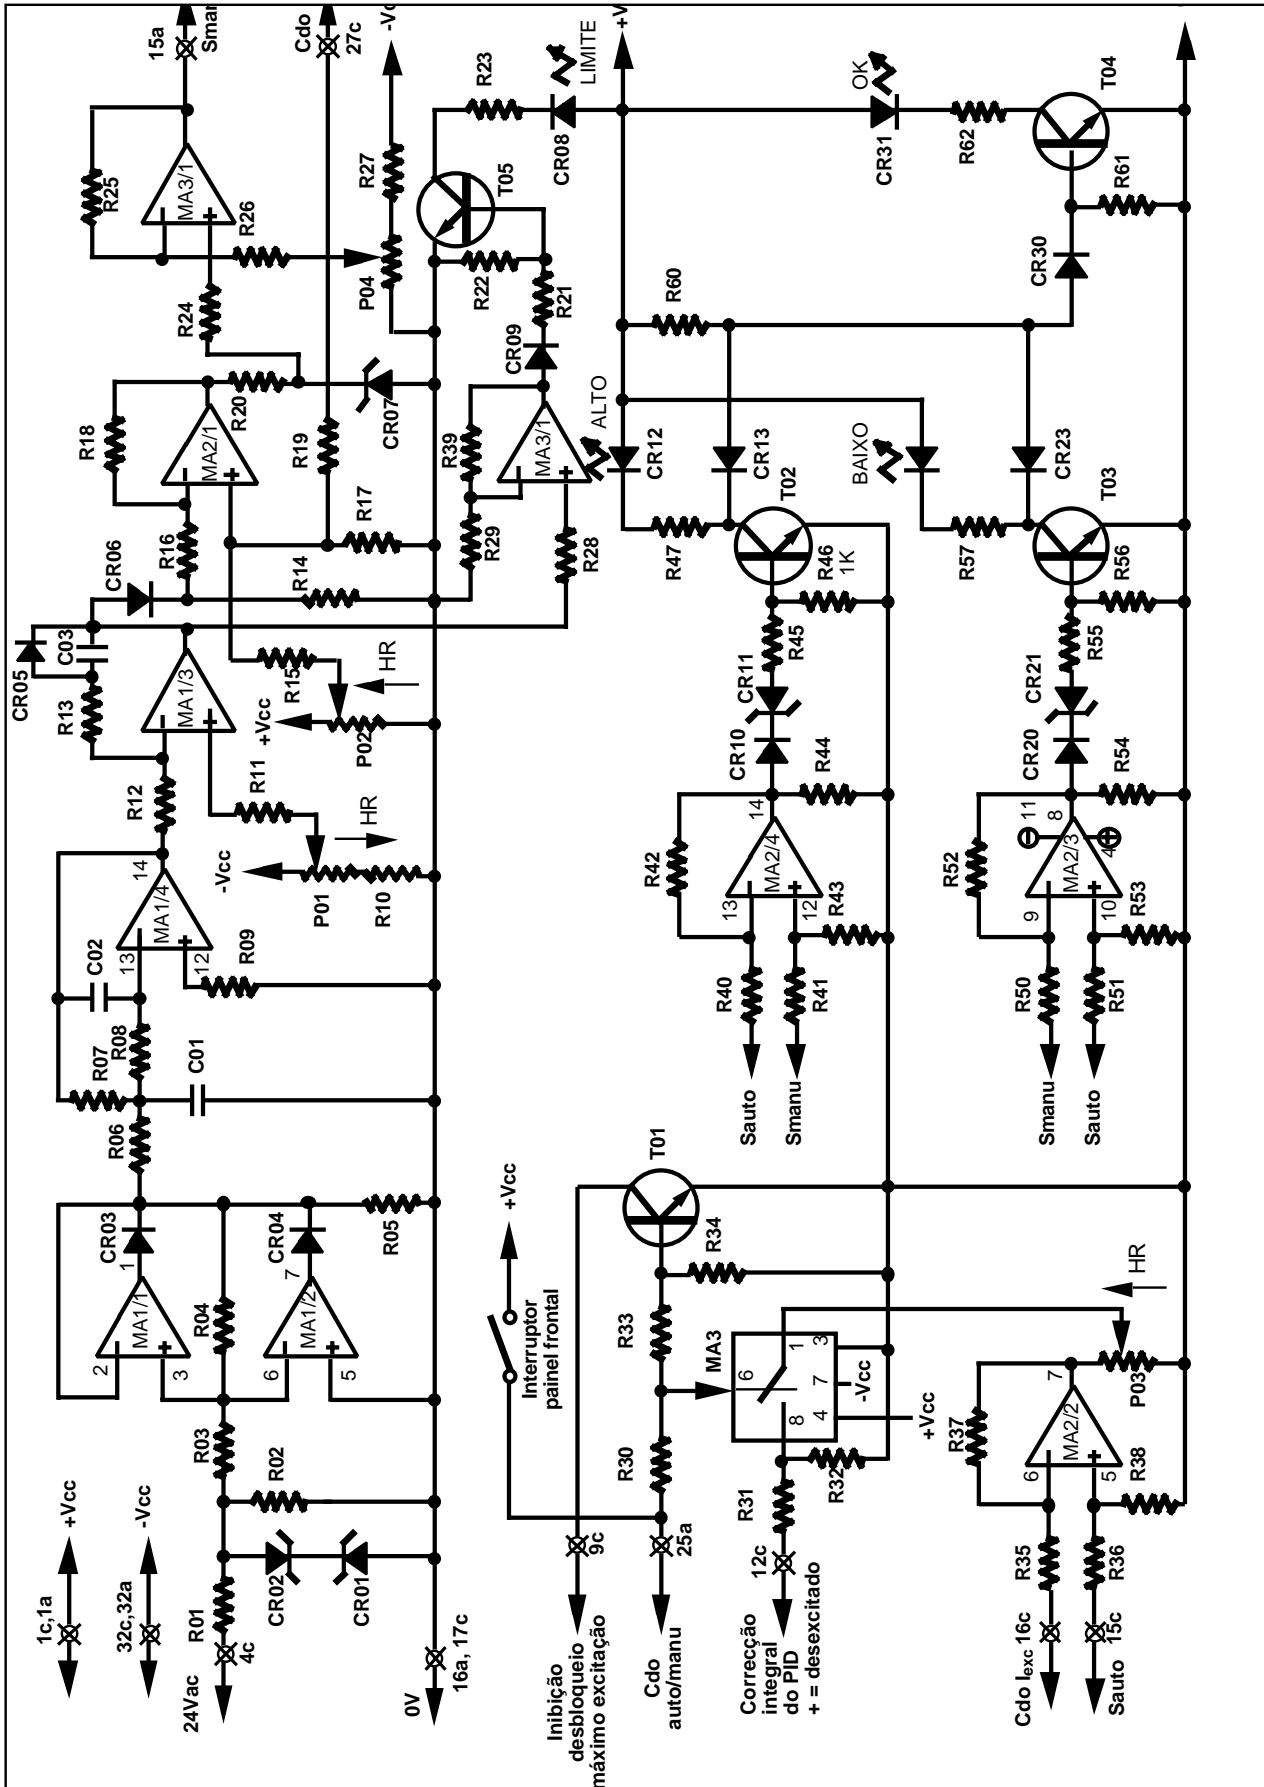 1c,1a
+Vcc
32c,32a
-Vcc
24Vac
4c
R01
CR02
CR01
R02
R03
0V
16a, 17c
2
3
MA1/1
1
CR03
R04
6
5
MA1/2
7
CR04
R05
R06
R07
R08
C01
C02
13
12
MA1/4
14
R09
-Vcc
P01
R10
HR
R11
R12
R13
CR05
C03
MA1/3
+Vcc
P02
HR
R15
CR06
R14
R16
R17
R18
MA2/1
R19
R20
CR07
R24
R25
MA3/1
R26
P04
R27
15a
Cdo
27c
R28
R29
R39
MA3/1
CR09
R21
R22
T05
R23
LIMITE
CR08
Inibição
desbloqueio
máximo excitação
9c
Interruptor
painel frontal
+Vcc
Cdo
auto/manu
25a
R30
R33
R34
T01
Correcção
integral
do PID
+ = desexcitado
12c
R31
R32
MA3
6
1
8
3
7
4
-Vcc
+Vcc
Cdo Iexc
16c
Sauto
15c
R35
R36
R37
R38
6
5
MA2/2
7
P03
HR
Sauto
Smanu
R40
R41
R42
R43
13
12
MA2/4
14
R44
CR10
CR11
R45
R46
1K
T02
R47
CR12
ALTO
CR13
R60
Smanu
Sauto
R50
R51
R52
R53
9
10
MA2/3
8
11
4
R54
CR20
CR21
R55
R56
T03
R57
BAIXO
CR23
CR30
R61
T04
R62
CR31
OK